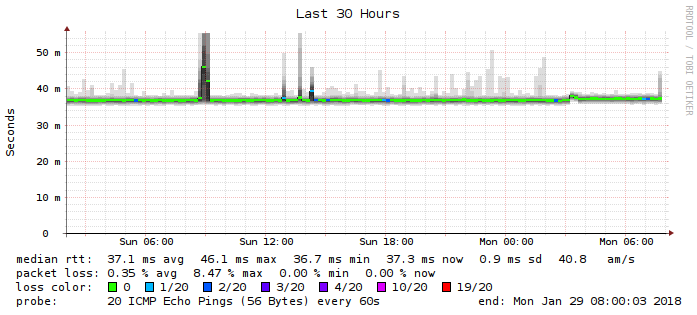 Last 30 Hours
RRDTOOL / TOBI OETIKER
Seconds
50 m
40 m
30 m
20 m
10 m
0
Sun 06:00 Sun 12:00 Sun 18:00 Mon 00:00 Mon 06:00
median rtt: 37.1 ms avg 46.1 ms max 36.7 ms min 37.3 ms now 0.9 ms sd 40.8 am/s
packet loss: 0.35 % avg 8.47 % max 0.00 % min 0.00 % now
loss color: 0 1/20 2/20 3/20 4/20 10/20 19/20
probe: 20 ICMP Echo Pings (56 Bytes) every 60s end: Mon Jan 29 08:00:03 2018